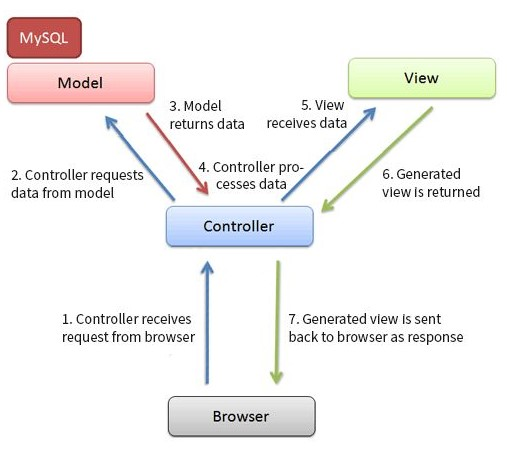 MySQL
Model
View
3. Model
returns data
5. View
receives data
4. Controller pro-
cesses data
2. Controller requests
data from model
6. Generated
view is returned
Controller
1. Controller receives
request from browser
7. Generated view is sent
back to browser as response
Browser